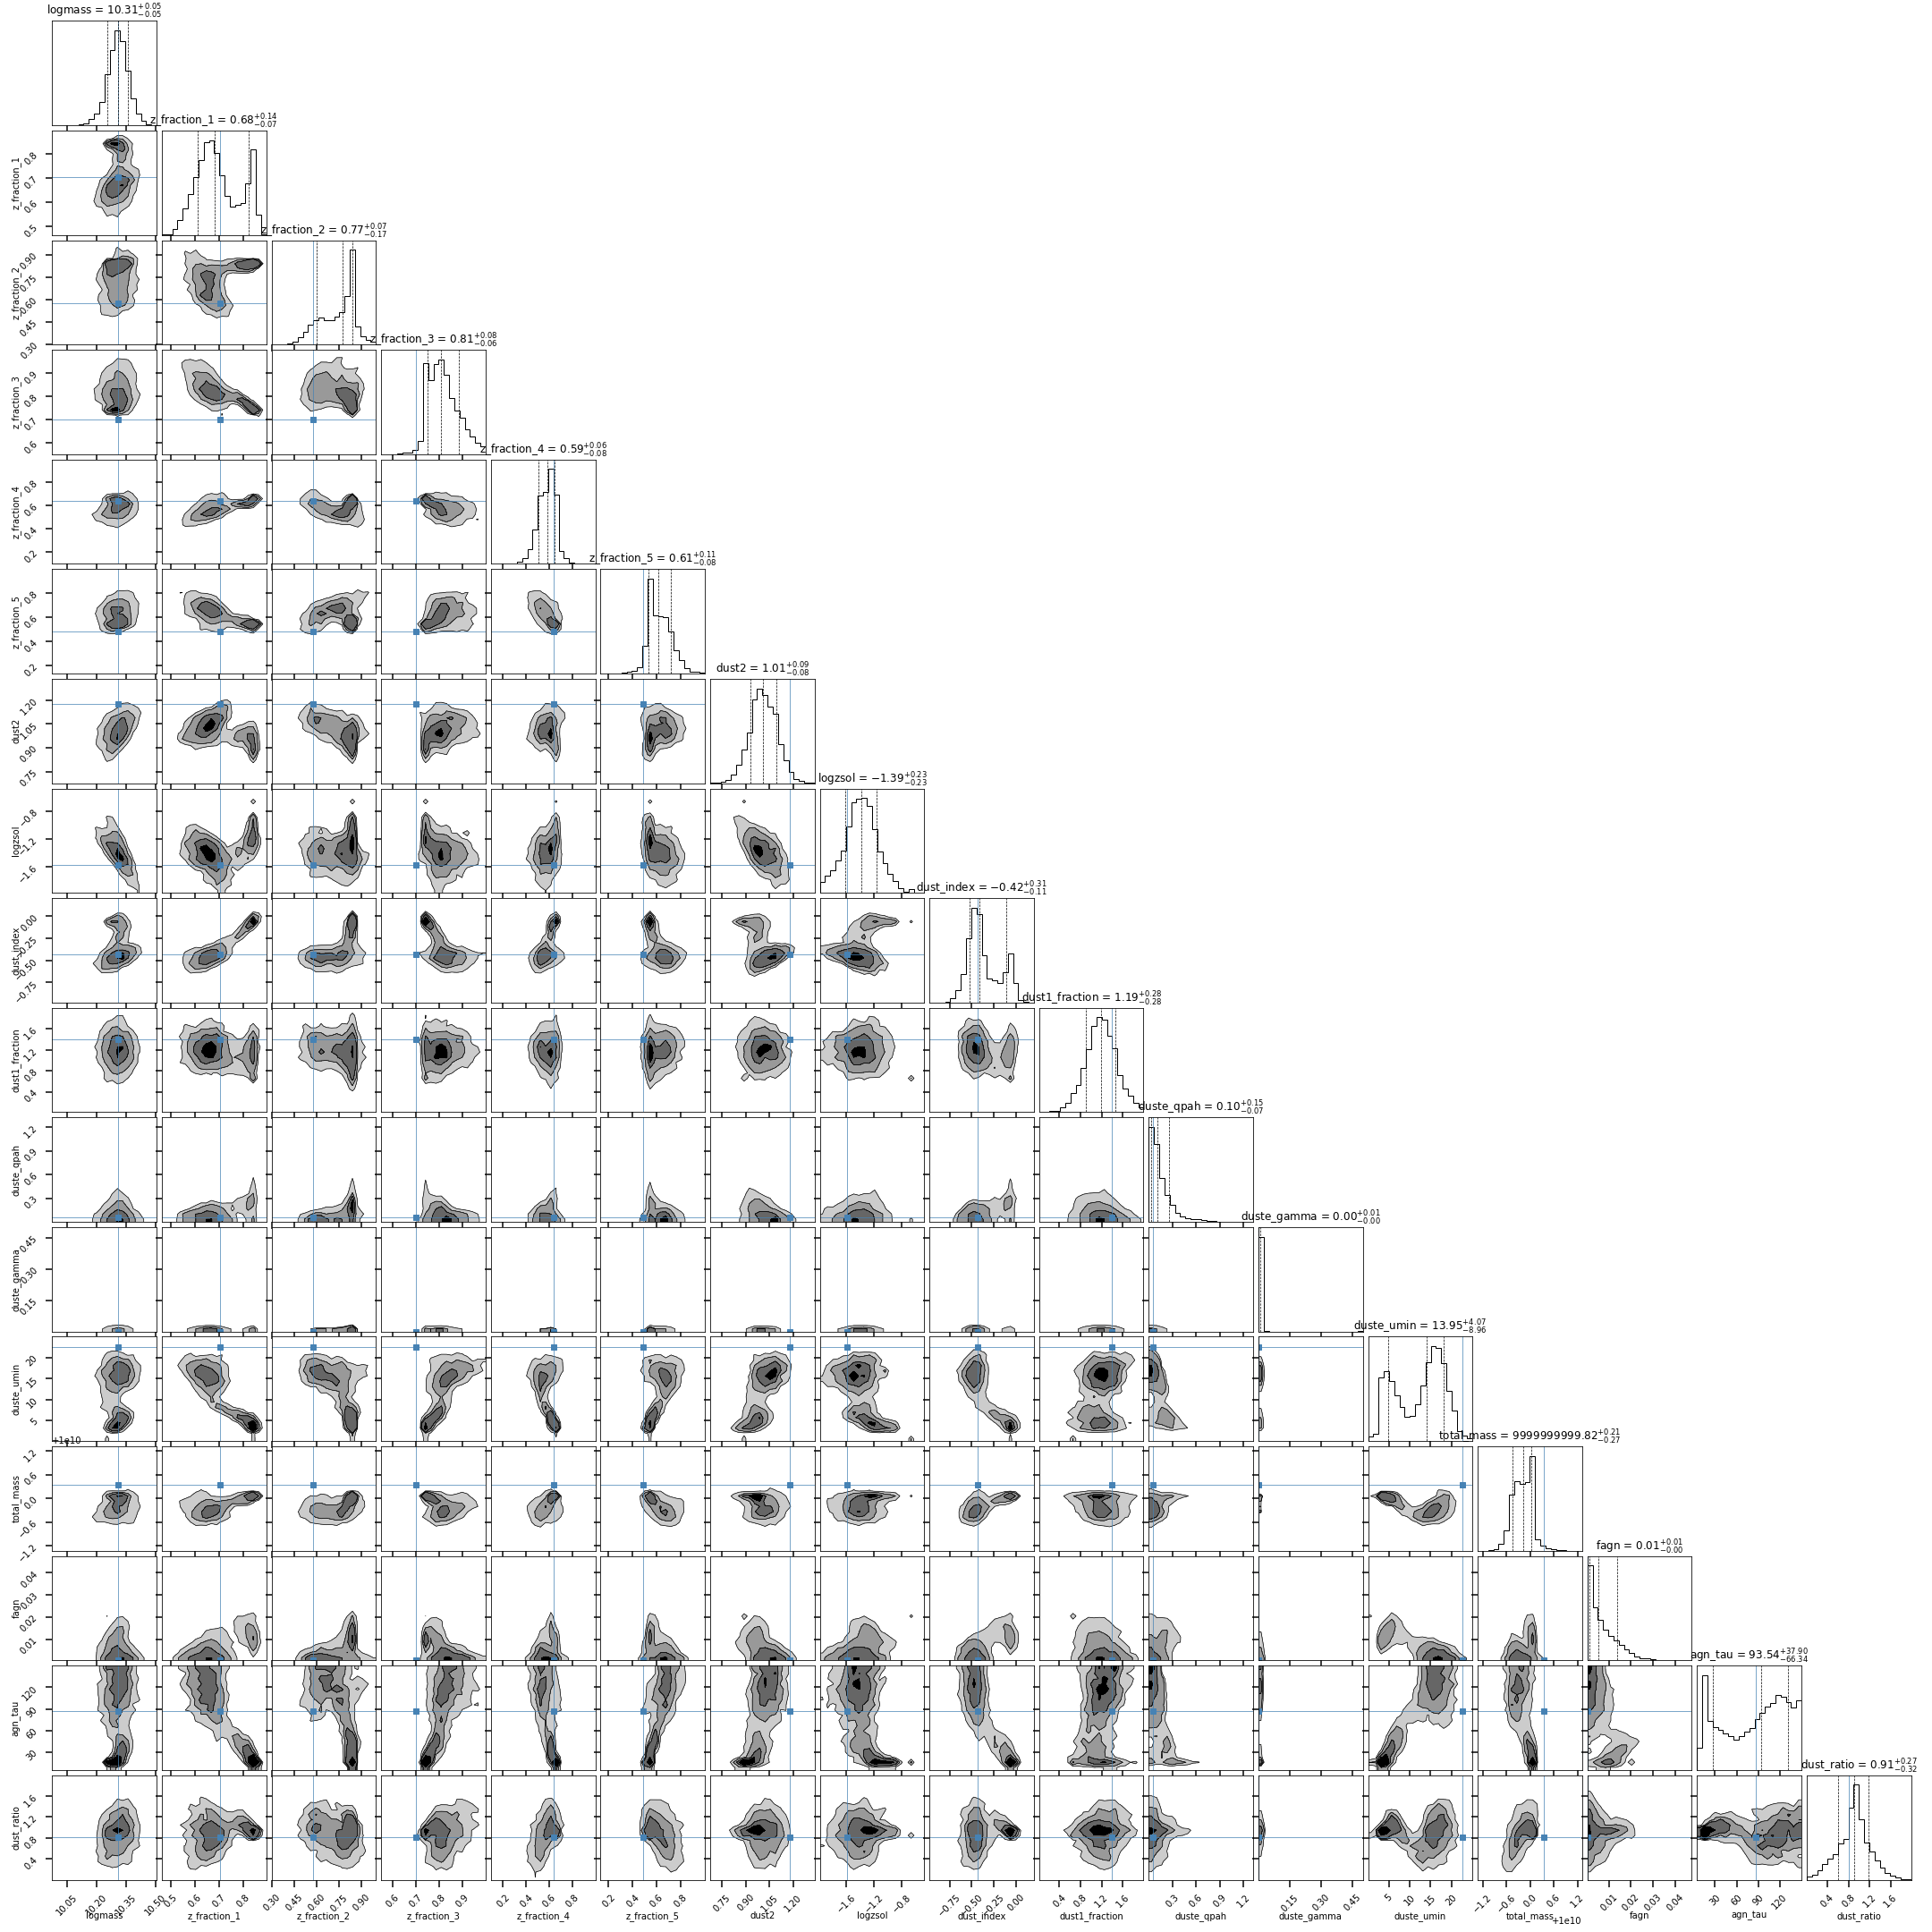 logmass = 10.31+0.05 −0.05
z_fraction_1 = 0.68+0.14 −0.07
z_fraction_1
0.8
0.7
0.6
0.5
z_fraction_2 = 0.77+0.07 −0.17
z_fraction_2
0.90
0.75
0.60
0.45
0.30
z_fraction_3 = 0.81+0.08 −0.06
z_fraction_3
0.9
0.8
0.7
0.6
z_fraction_4 = 0.59+0.06 −0.08
z_fraction_4
0.8
0.6
0.4
0.2
z_fraction_5 = 0.61+0.11 −0.08
z_fraction_5
0.8
0.6
0.4
0.2
dust2 = 1.01+0.09 −0.08
dust2
1.20
1.05
0.90
0.75
logzsol = −1.39+0.23 −0.23
logzsol
−0.8
−1.2
−1.6
dust_index = −0.42+0.31 −0.11
dust_index
0.00
−0.25
−0.50
−0.75
dust1_fraction = 1.19+0.28 −0.28
dust1_fraction
1.6
1.2
0.8
0.4
duste_qpah = 0.10+0.15 −0.07
duste_qpah
1.2
0.9
0.6
0.3
duste_gamma = 0.00+0.01 −0.00
duste_gamma
0.45
0.30
0.15
duste_umin = 13.95+4.07 −8.96
duste_umin
20
15
10
5
total_mass = 9999999999.82+0.21 −0.27
+1e10
total_mass
1.2
0.6
0.0
−0.6
−1.2
fagn = 0.01+0.01 −0.00
fagn
0.04
0.03
0.02
0.01
agn_tau = 93.54+37.90 −66.34
agn_tau
120
90
60
30
dust_ratio = 0.91+0.27 −0.32
dust_ratio
1.6
1.2
0.8
0.4
10.05 10.20 10.35 10.50 0.5 0.6 0.7 0.8 0.30 0.45 0.60 0.75 0.90 0.6 0.7 0.8 0.9 0.2 0.4 0.6 0.8 0.2 0.4 0.6 0.8 0.75 0.90 1.05 1.20 −1.6 −1.2 −0.8 −0.75 −0.50 −0.25 0.00 0.4 0.8 1.2 1.6 0.3 0.6 0.9 1.2 0.15 0.30 0.45 5 10 15 20 −1.2 −0.6 0.0 0.6 1.2 0.01 0.02 0.03 0.04 30 60 90 120 0.4 0.8 1.2 1.6
logmass z_fraction_1 z_fraction_2 z_fraction_3 z_fraction_4 z_fraction_5 dust2 logzsol dust_index dust1_fraction duste_qpah duste_gamma duste_umin total_mass +1e10 fagn agn_tau dust_ratio